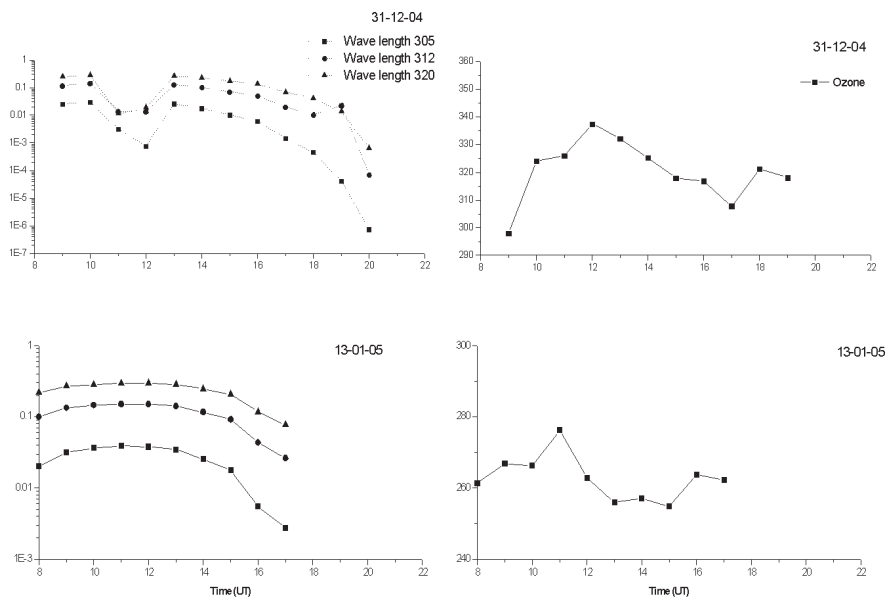 31-12-04
Wave length 305
Wave length 312
Wave length 320
1
0.1
0.01
1E-3
1E-4
1E-5
1E-6
1E-7
8 10 12 14 16 18 20 22
31-12-04
Ozone
360
350
340
330
320
310
300
290
8 10 12 14 16 18 20 22
13-01-05
1
0.1
0.01
1E-3
8 10 12 14 16 18 20 22
Time (UT)
13-01-05
300
280
260
240
8 10 12 14 16 18 20 22
Time (UT)